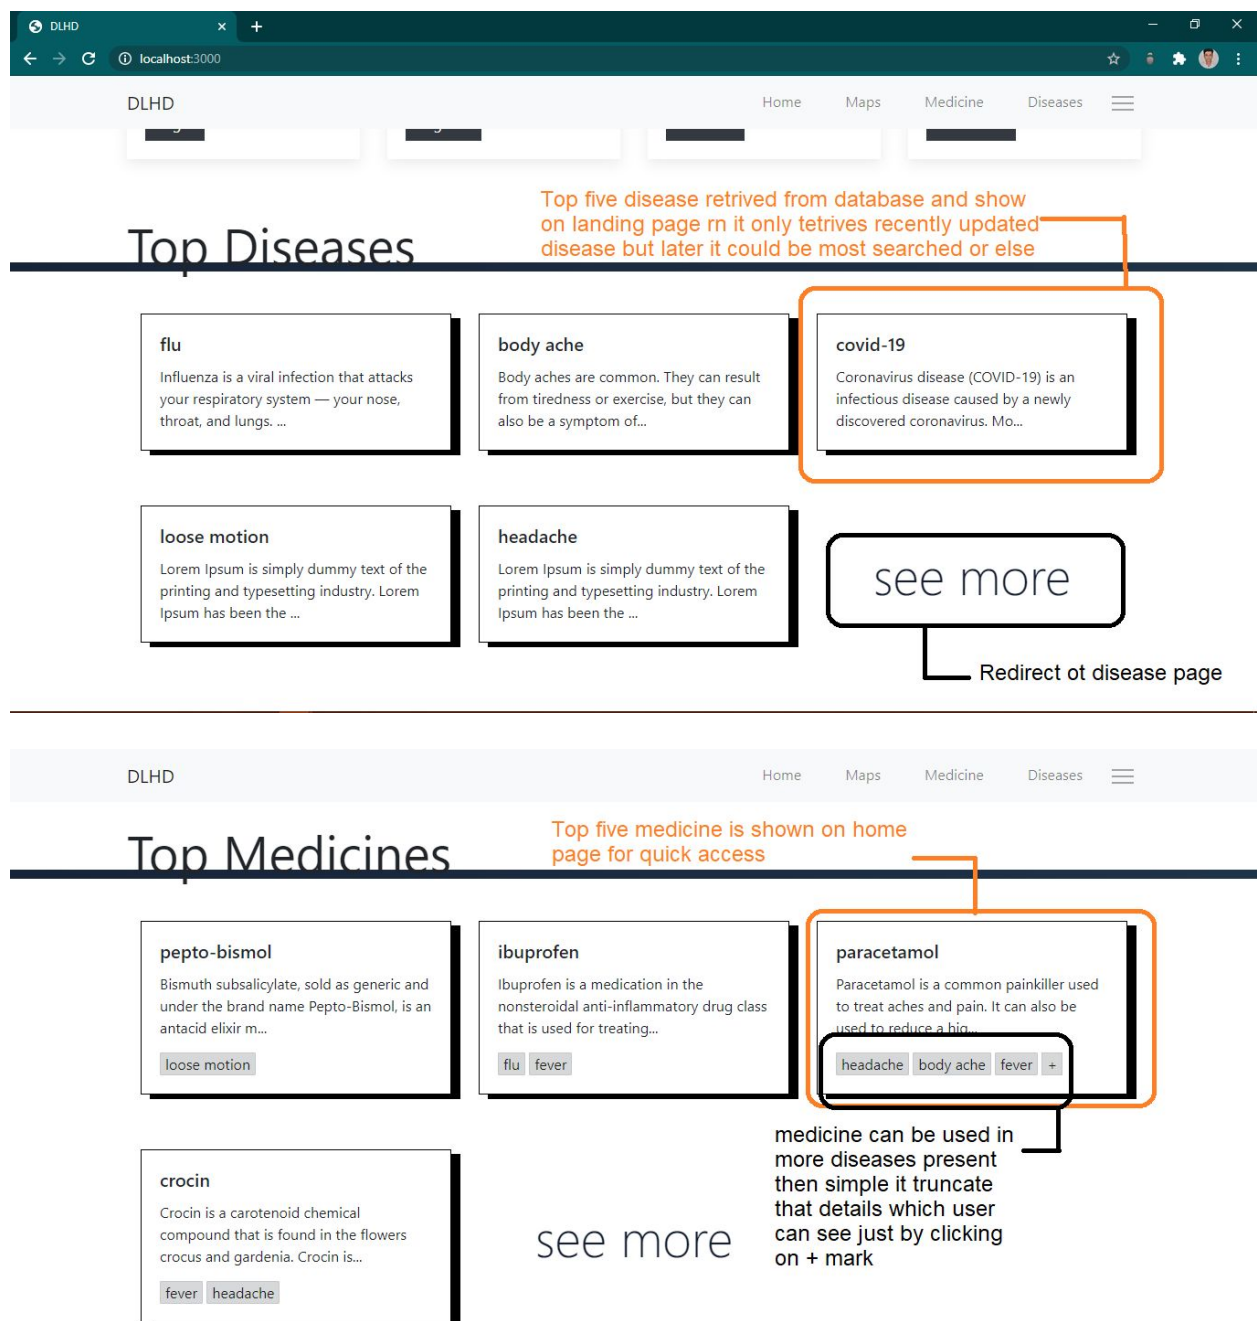 DLHD
localhost:3000
DLHD Home Maps Medicine Diseases
Top five disease retrived from database and show
on landing page rn it only tetrives recently updated
disease but later it could be most searched or else
Top Diseases
flu
Influenza is a viral infection that attacks
your respiratory system — your nose,
throat, and lungs. ...
body ache
Body aches are common. They can result
from tiredness or exercise, but they can
also be a symptom of...
covid-19
Coronavirus disease (COVID-19) is an
infectious disease caused by a newly
discovered coronavirus. Mo...
loose motion
Lorem Ipsum is simply dummy text of the
printing and typesetting industry. Lorem
Ipsum has been the ...
headache
Lorem Ipsum is simply dummy text of the
printing and typesetting industry. Lorem
Ipsum has been the ...
see more
Redirect ot disease page
DLHD Home Maps Medicine Diseases
Top five medicine is shown on home
page for quick access
Top Medicines
pepto-bismol
Bismuth subsalicylate, sold as generic and
under the brand name Pepto-Bismol, is an
antacid elixir m...
loose motion
ibuprofen
Ibuprofen is a medication in the
nonsteroidal anti-inflammatory drug class
that is used for treating...
flu fever
paracetamol
Paracetamol is a common painkiller used
to treat aches and pain. It can also be
used to reduce a hig...
headache body ache fever +
medicine can be used in
more diseases present
then simple it truncate
that details which user
can see just by clicking
on + mark
crocin
Crocin is a carotenoid chemical
compound that is found in the flowers
crocus and gardenia. Crocin is...
fever headache
see more